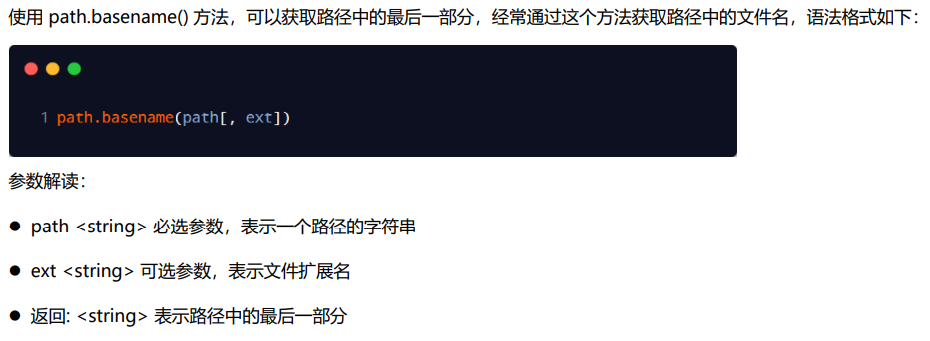 使用 path.basename() 方法，可以获取路径中的最后一部分，经常通过这个方法获取路径中的文件名，语法格式如下：
1 path.basename(path[, ext])
参数解读：
● path <string> 必选参数，表示一个路径的字符串
● ext <string> 可选参数，表示文件扩展名
● 返回: <string> 表示路径中的最后一部分